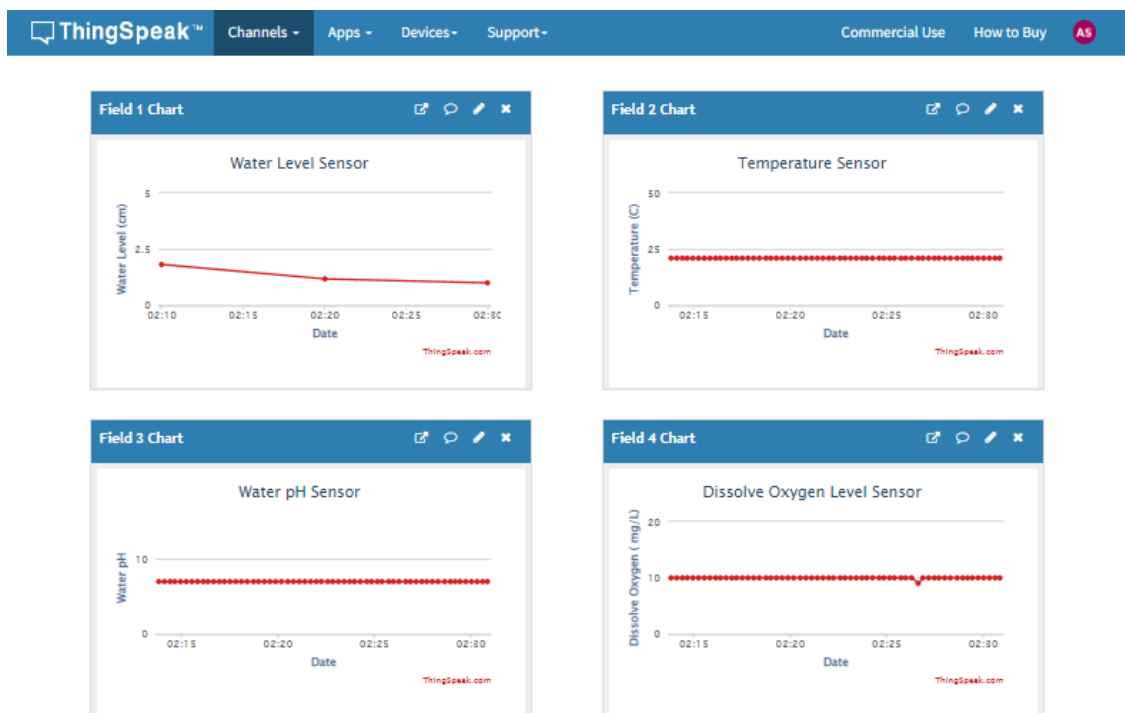 ThingSpeak™ Channels Apps Devices Support Commercial Use How to Buy AS
Field 1 Chart
Water Level Sensor
Water Level (cm)
5
2.5
0
02:10 02:15 02:20 02:25 02:30
Date
ThingSpeak.com
Field 2 Chart
Temperature Sensor
Temperature (C)
50
25
0
02:15 02:20 02:25 02:30
Date
ThingSpeak.com
Field 3 Chart
Water pH Sensor
Water pH
10
0
02:15 02:20 02:25 02:30
Date
ThingSpeak.com
Field 4 Chart
Dissolve Oxygen Level Sensor
Dissolve Oxygen ( mg/L)
20
10
0
02:15 02:20 02:25 02:30
Date
ThingSpeak.com